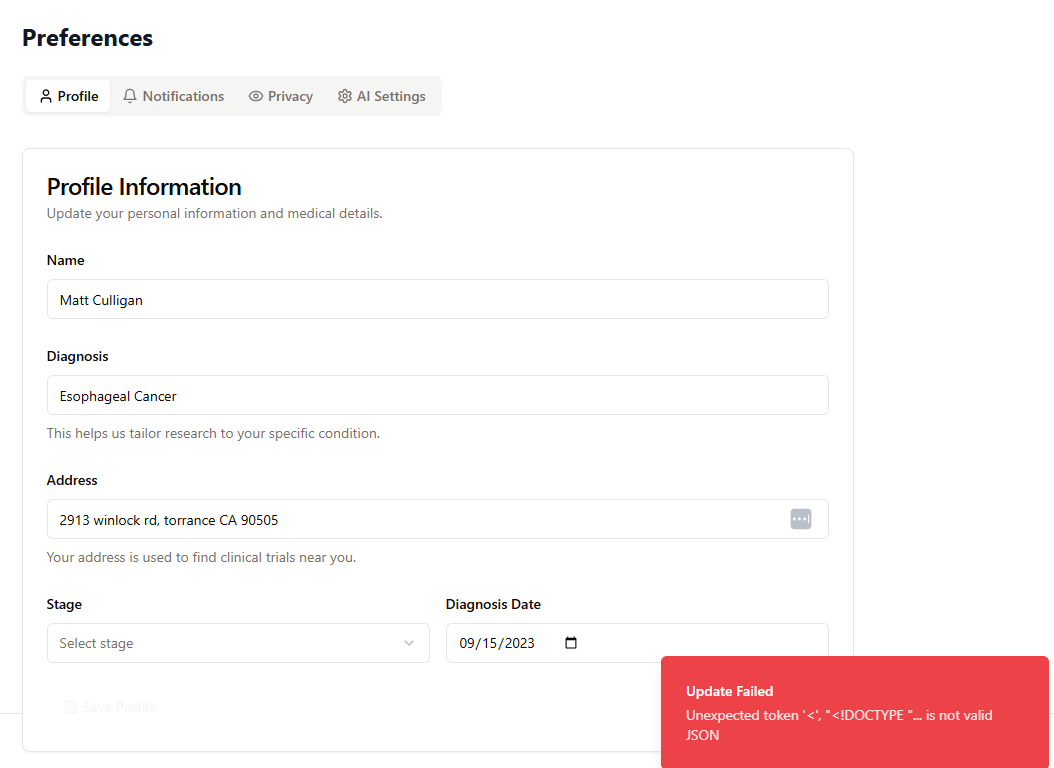 Preferences
Profile Notifications Privacy AI Settings
Profile Information
Update your personal information and medical details.
Name
Matt Culligan
Diagnosis
Esophageal Cancer
This helps us tailor research to your specific condition.
Address
2913 winlock rd, torrance CA 90505
Your address is used to find clinical trials near you.
Stage Diagnosis Date
Select stage 09/15/2023
Save Profile
Update Failed
Unexpected token '<', "<!DOCTYPE "... is not valid
JSON